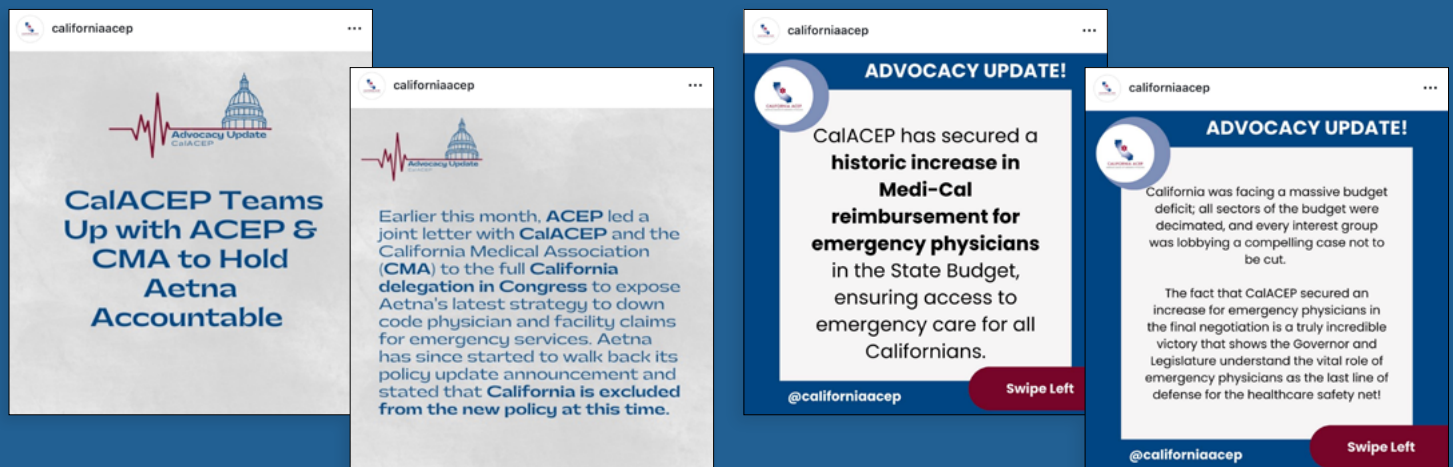 californiaacep
Advocacy Update
CalACEP
CalACEP Teams
Up with ACEP &
CMA to Hold
Aetna
Accountable
californiaacep
Advocacy Update
CalACEP
Earlier this month, ACEP led a
joint letter with CalACEP and the
California Medical Association
(CMA) to the full California
delegation in Congress to expose
Aetna's latest strategy to down
code physician and facility claims
for emergency services. Aetna
has since started to walk back its
policy update announcement and
stated that California is excluded
from the new policy at this time.
californiaacep
ADVOCACY UPDATE!
CALIFORNIA ACEP
CalACEP has secured a
historic increase in
Medi-Cal
reimbursement for
emergency physicians
in the State Budget,
ensuring access to
emergency care for all
Californians.
Swipe Left
@californiaacep
californiaacep
ADVOCACY UPDATE!
CALIFORNIA ACEP
California was facing a massive budget
deficit; all sectors of the budget were
decimated, and every interest group
was lobbying a compelling case not to
be cut.
The fact that CalACEP secured an
increase for emergency physicians in
the final negotiation is a truly incredible
victory that shows the Governor and
Legislature understand the vital role of
emergency physicians as the last line of
defense for the healthcare safety net!
Swipe Left
@californiaacep